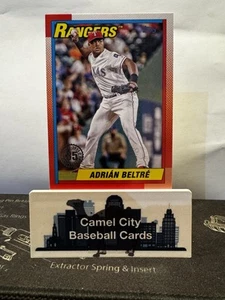 RANGERS
ADRIÁN BELTRÉ
Camel City
Baseball Cards
Extractor Spring & Insert